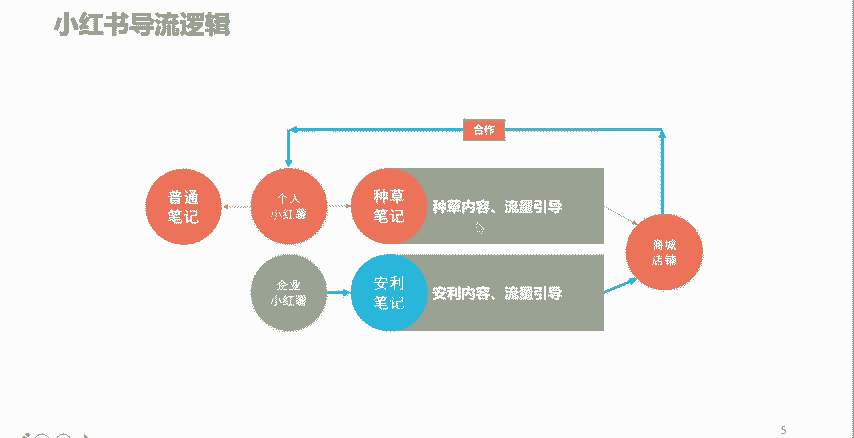 小红书导流逻辑
合作
普通
笔记
个人
小红薯
种草
笔记
种草内容、流量引导
商城
店铺
企业
小红薯
安利
笔记
安利内容、流量引导
5